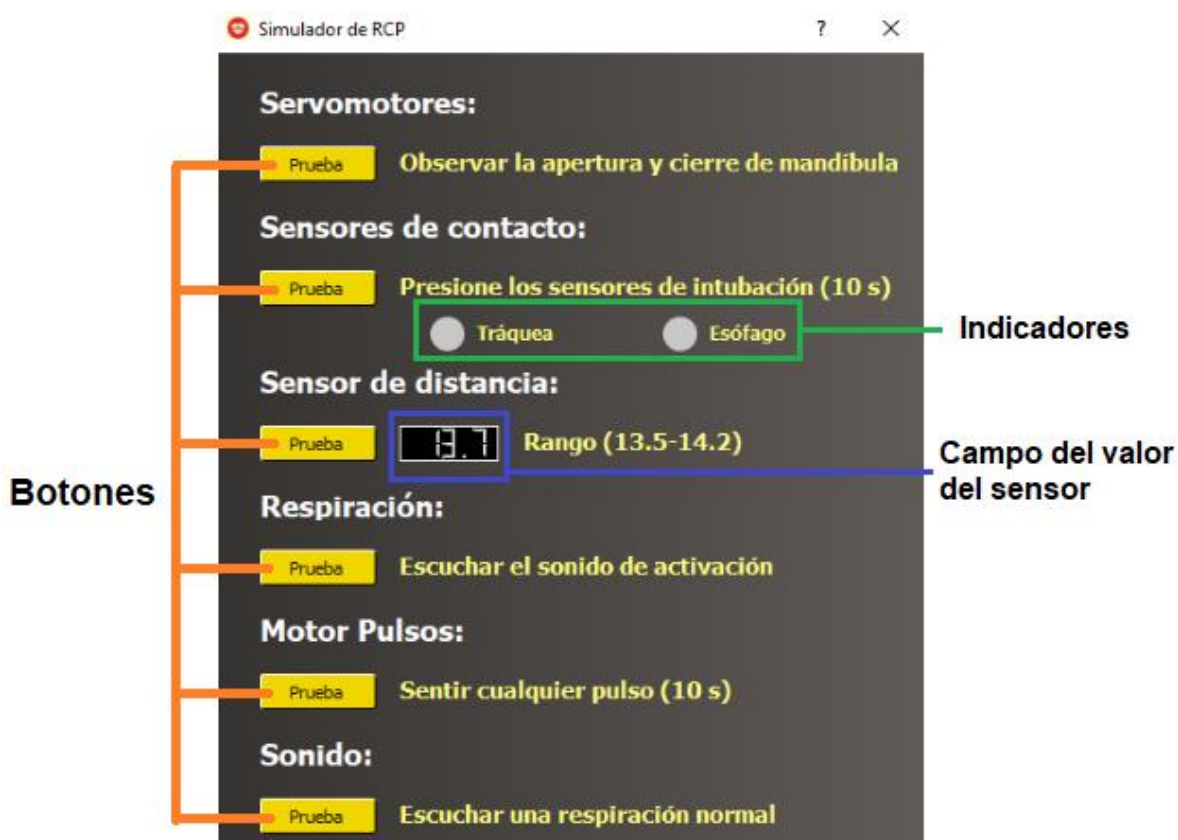 Simulador de RCP ? X
Servomotores:
Prueba Observar la apertura y cierre de mandíbula
Sensores de contacto:
Prueba Presione los sensores de intubación (10 s)
Tráquea Esófago
Indicadores
Sensor de distancia:
Prueba 13.7 Rango (13.5-14.2)
Campo del valor
del sensor
Botones
Respiración:
Prueba Escuchar el sonido de activación
Motor Pulsos:
Prueba Sentir cualquier pulso (10 s)
Sonido:
Prueba Escuchar una respiración normal